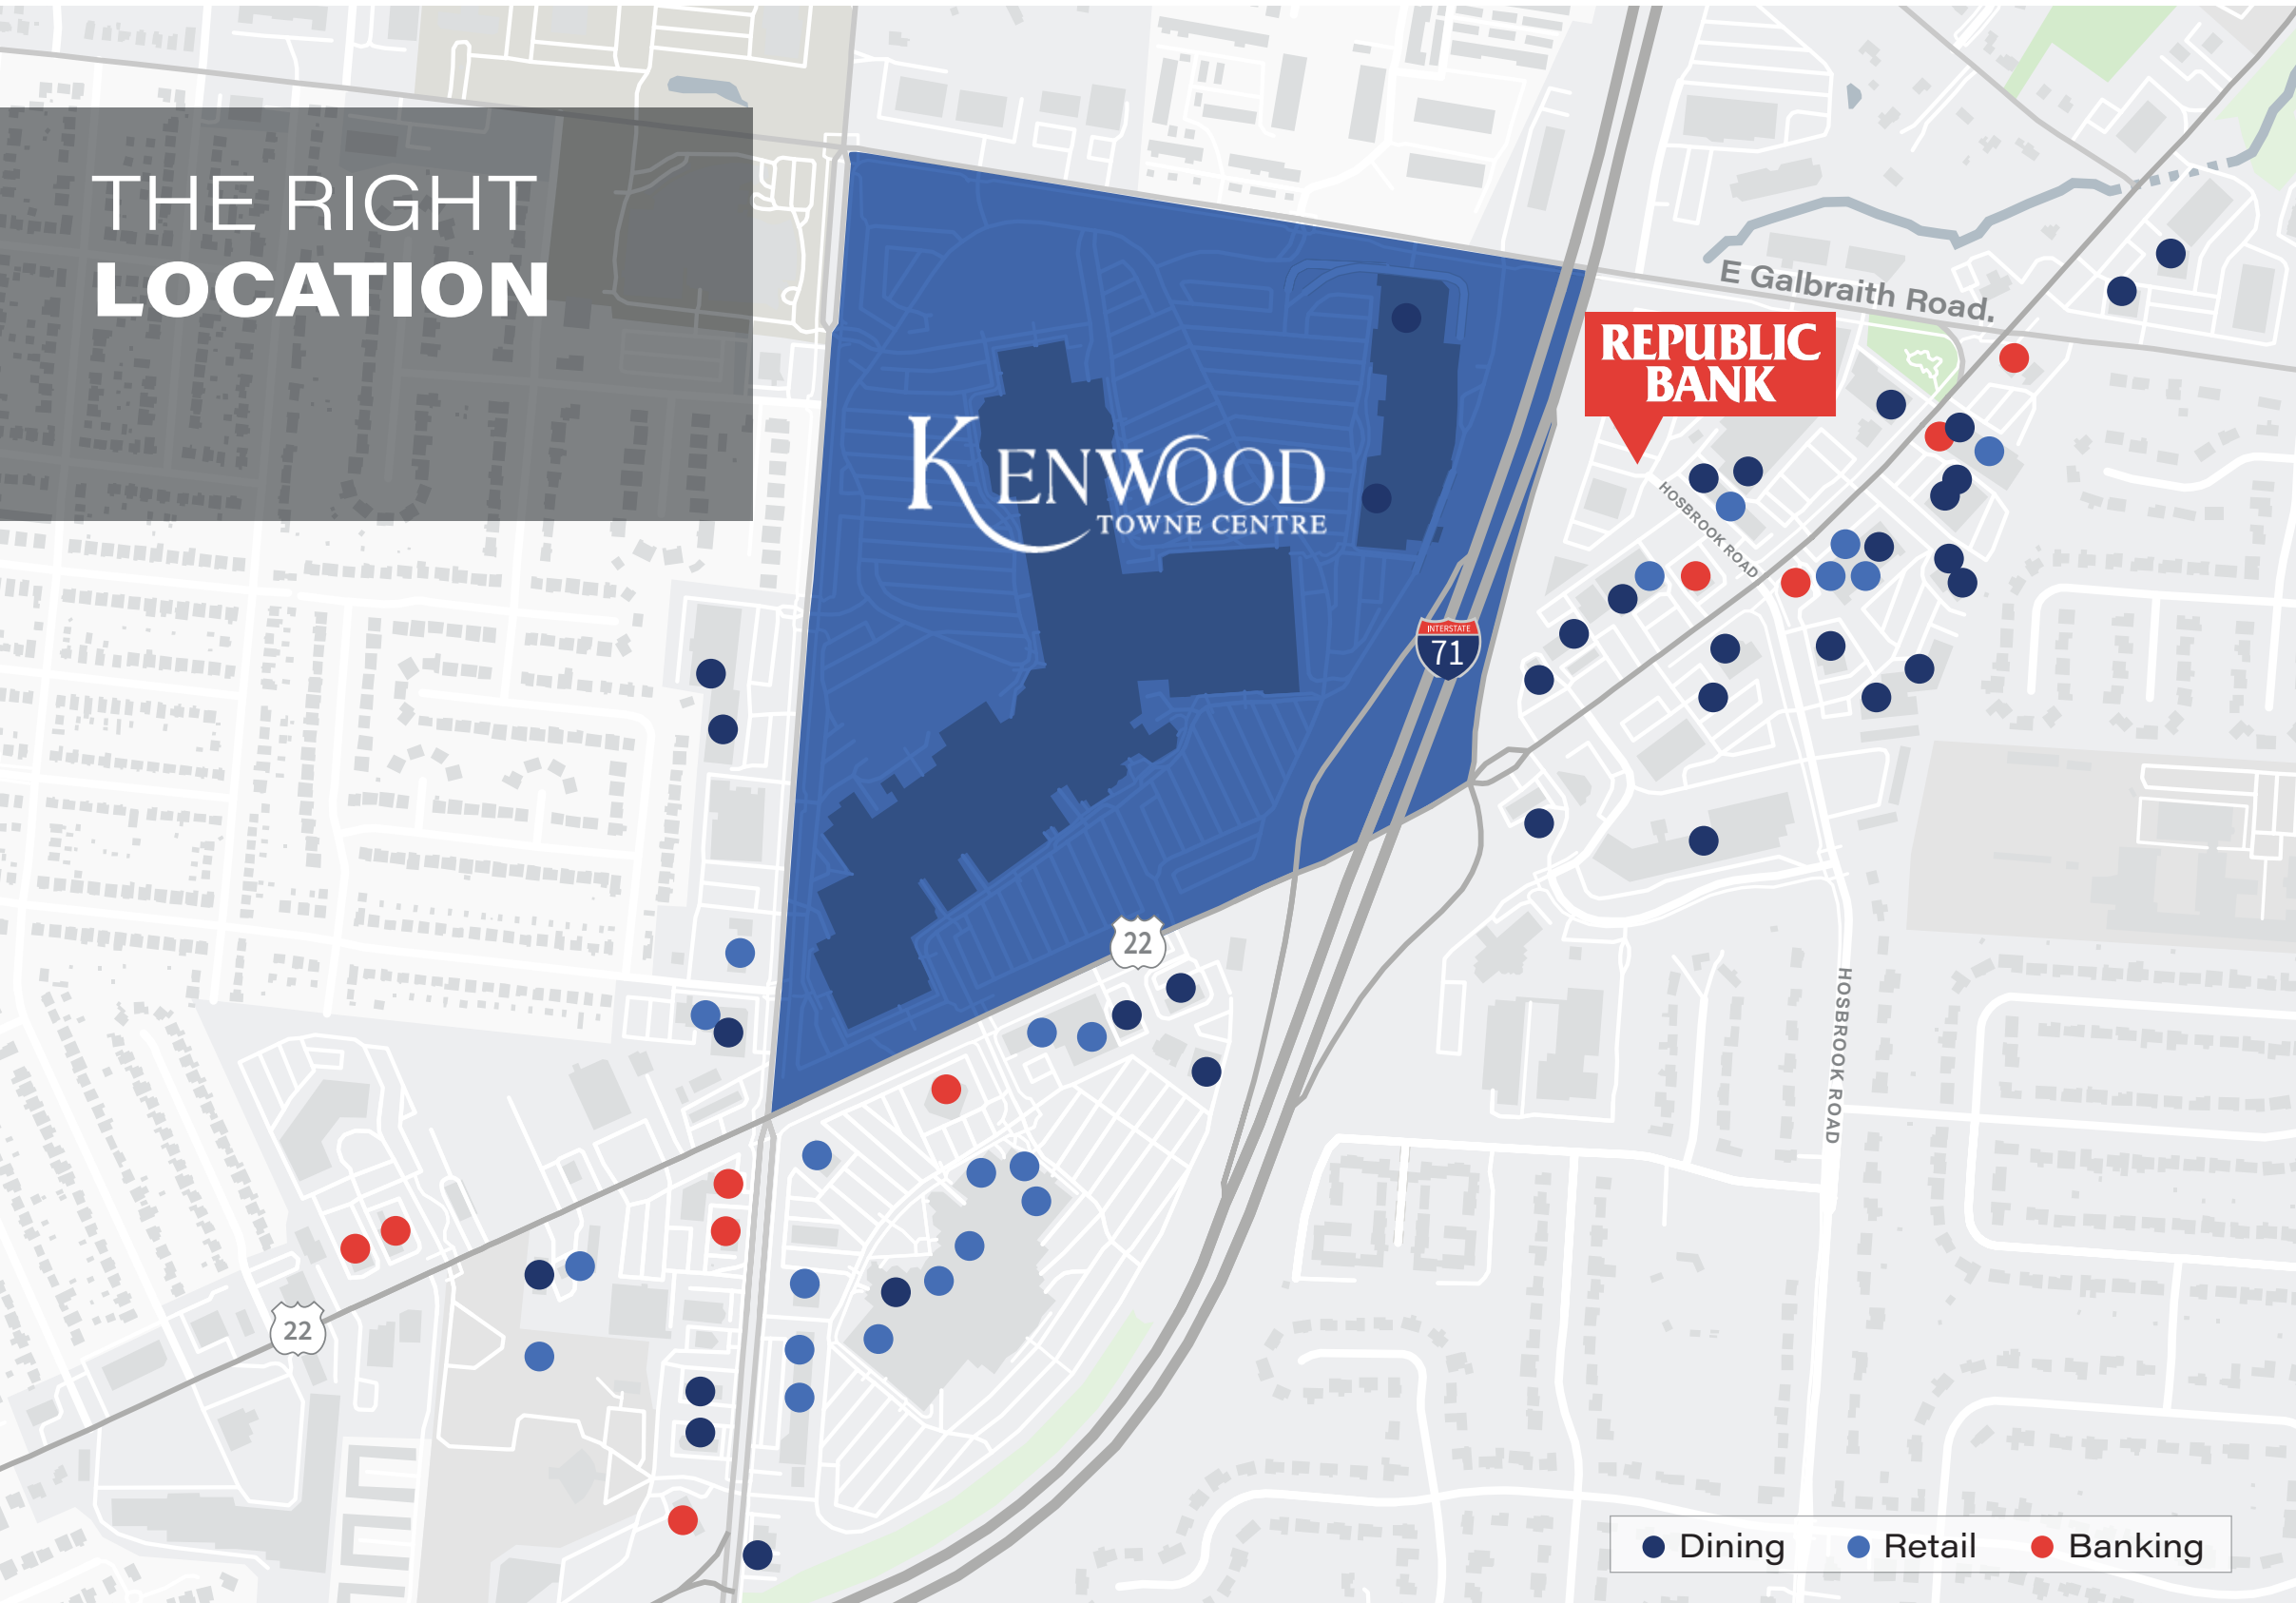 THE RIGHT
LOCATION
E Galbraith Road.
REPUBLIC
BANK
KENWOOD
TOWNE CENTRE
HOSBROOK ROAD
INTERSTATE
71
22
HOSBROOK ROAD
22
Dining
Retail
Banking